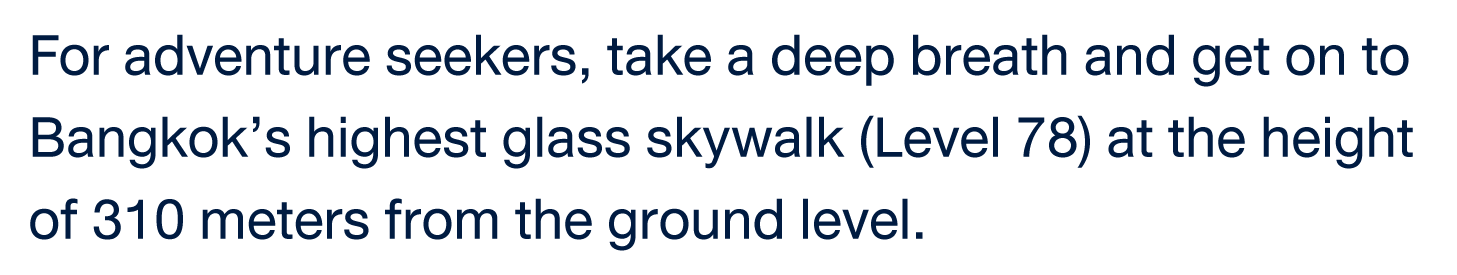 For adventure seekers, take a deep breath and get on to
Bangkok’s highest glass skywalk (Level 78) at the height
of 310 meters from the ground level.